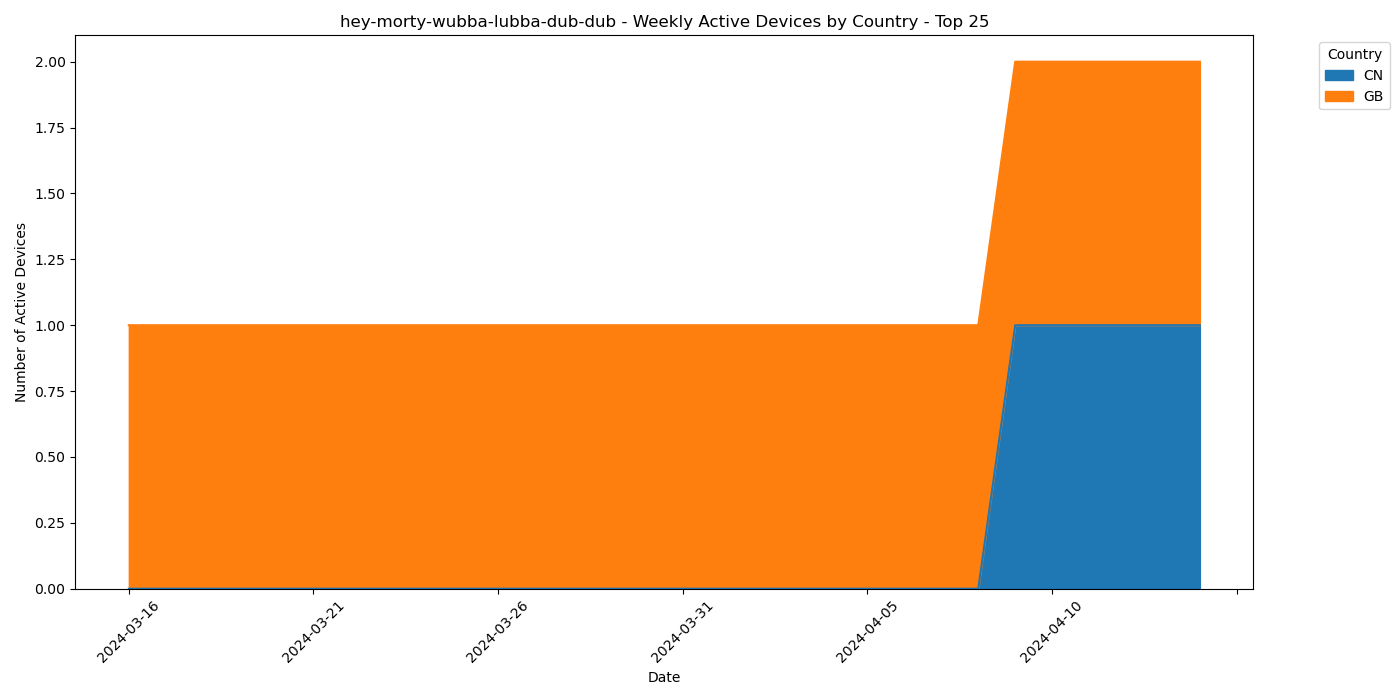 hey-morty-wubba-lubba-dub-dub - Weekly Active Devices by Country - Top 25
Country
CN
GB
Number of Active Devices
2.00
1.75
1.50
1.25
1.00
0.75
0.50
0.25
0.00
2024-03-16
2024-03-21
2024-03-26
2024-03-31
2024-04-05
2024-04-10
Date